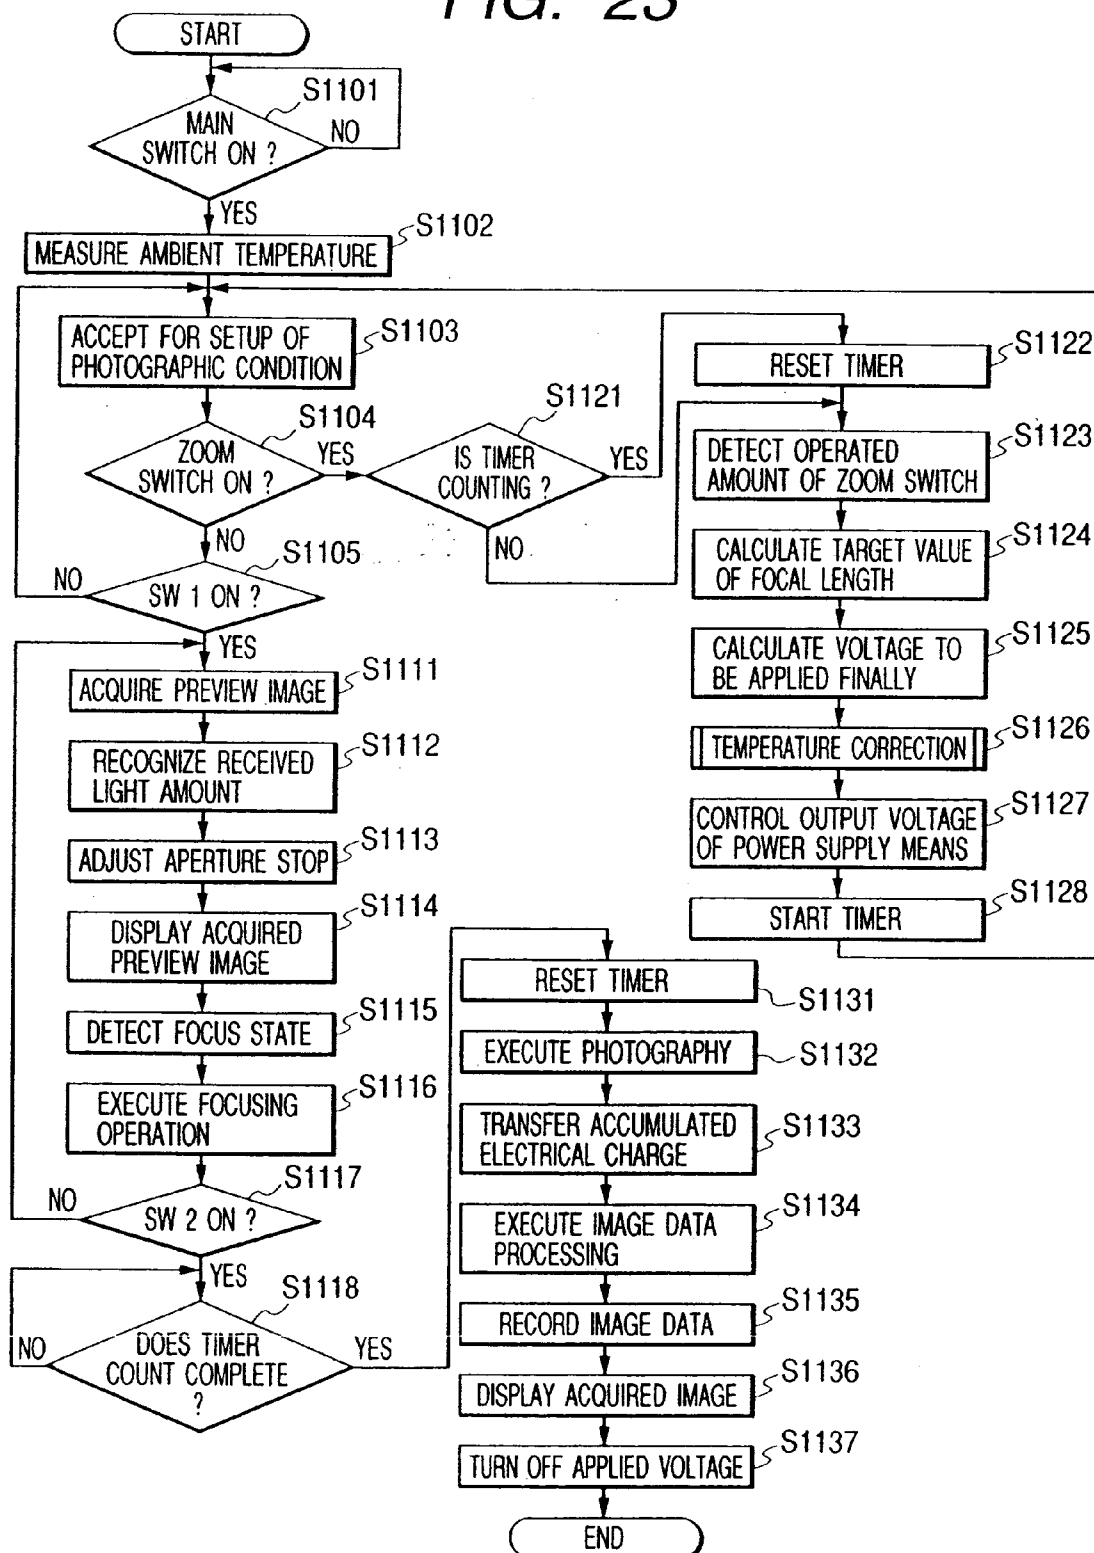 FIG. 23
START
S1101
MAIN
SWITCH ON ?
NO
YES
S1102
MEASURE AMBIENT TEMPERATURE
ACCEPT FOR SETUP OF
PHOTOGRAPHIC CONDITION
S1103
S1104
ZOOM
SWITCH ON ?
YES
NO
S1105
SW 1 ON ?
NO
YES
S1111
ACQUIRE PREVIEW IMAGE
S1112
RECOGNIZE RECEIVED
LIGHT AMOUNT
S1113
ADJUST APERTURE STOP
S1114
DISPLAY ACQUIRED
PREVIEW IMAGE
S1115
DETECT FOCUS STATE
S1116
EXECUTE FOCUSING
OPERATION
S1117
SW 2 ON ?
NO
YES
S1118
DOES TIMER
COUNT COMPLETE
?
NO
YES
S1121
IS TIMER
COUNTING ?
YES
NO
S1122
RESET TIMER
S1123
DETECT OPERATED
AMOUNT OF ZOOM SWITCH
S1124
CALCULATE TARGET VALUE
OF FOCAL LENGTH
S1125
CALCULATE VOLTAGE TO
BE APPLIED FINALLY
S1126
TEMPERATURE CORRECTION
S1127
CONTROL OUTPUT VOLTAGE
OF POWER SUPPLY MEANS
S1128
START TIMER
RESET TIMER
S1131
EXECUTE PHOTOGRAPHY
S1132
TRANSFER ACCUMULATED
ELECTRICAL CHARGE
S1133
EXECUTE IMAGE DATA
PROCESSING
S1134
RECORD IMAGE DATA
S1135
DISPLAY ACQUIRED IMAGE
S1136
TURN OFF APPLIED VOLTAGE
S1137
END